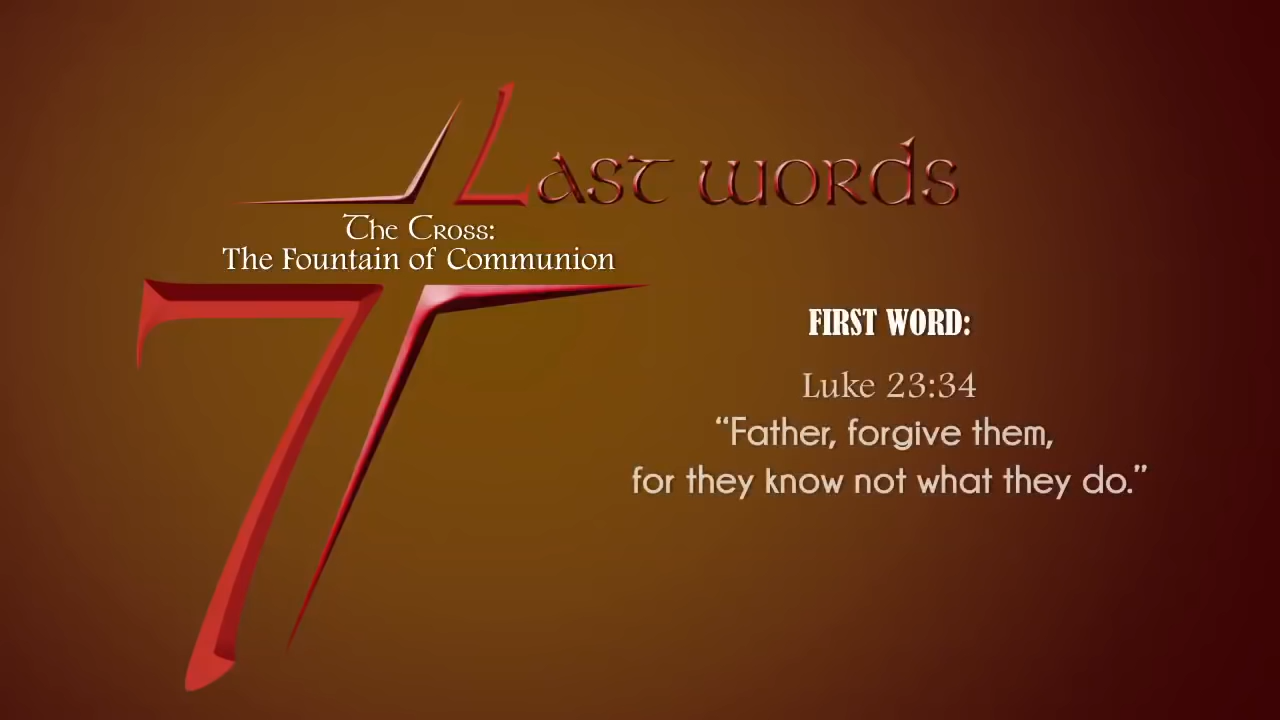 Last words
The Cross:
The Fountain of Communion
7
FIRST WORD:
Luke 23:34
“Father, forgive them,
for they know not what they do.”